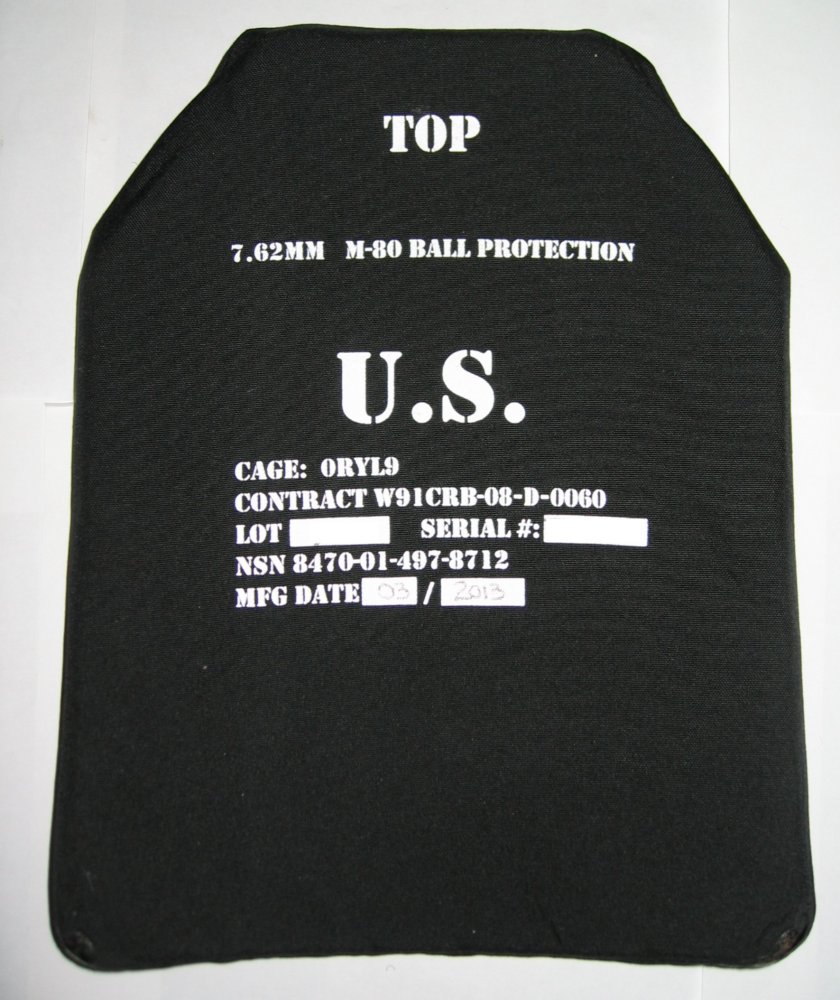 TOP
7.62MM M-80 BALL PROTECTION
U.S.
CAGE: 0RYL9
CONTRACT W91CRB-08-D-0060
LOT SERIAL #:
NSN 8470-01-497-8712
MFG DATE 03 / 2013